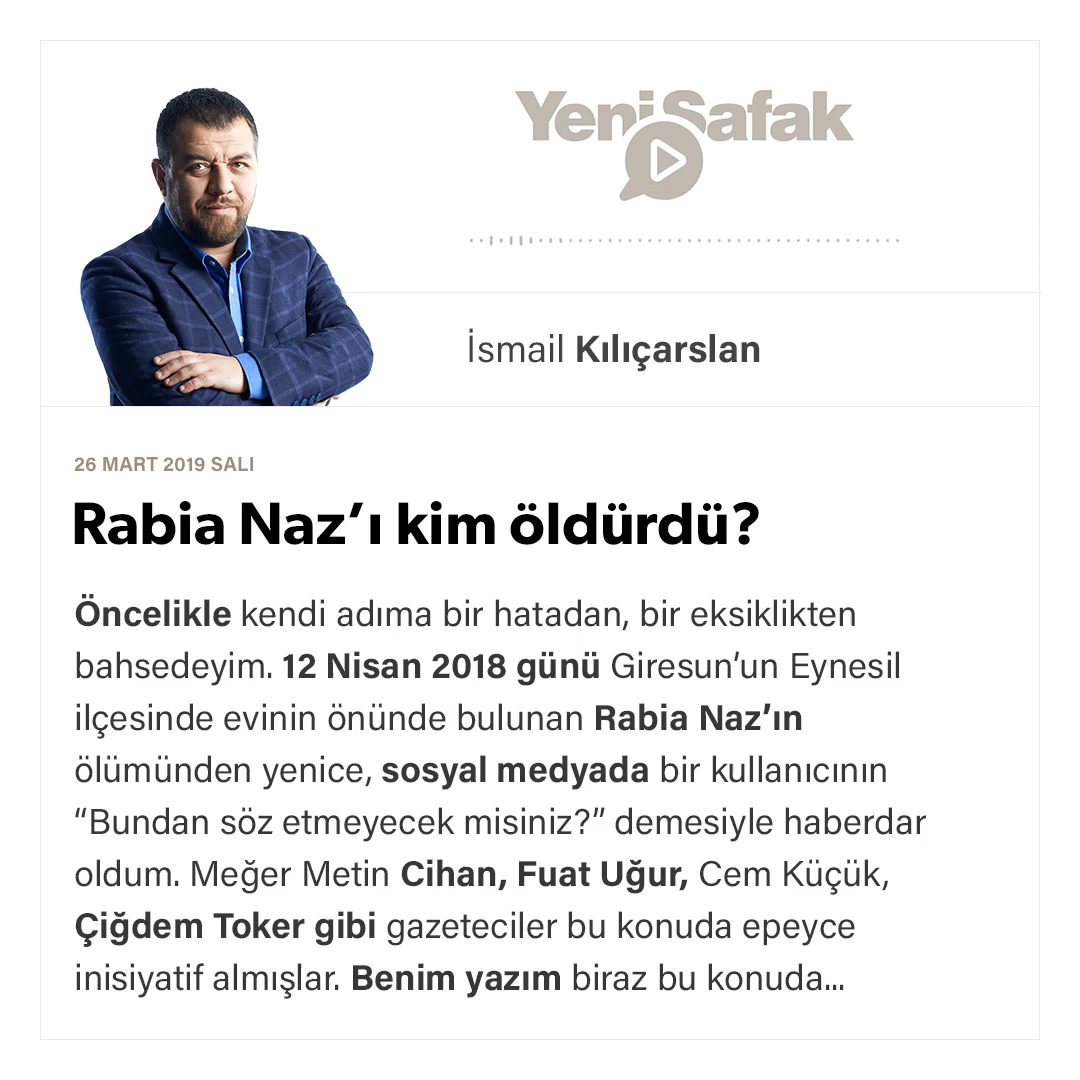 YeniSafak
İsmail Kılıçarslan
26 MART 2019 SALI
Rabia Naz’ı kim öldürdü?
Öncelikle kendi adıma bir hatadan, bir eksiklikten
bahsedeyim. 12 Nisan 2018 günü Giresun’un Eynesil
ilçesinde evinin önünde bulunan Rabia Naz’ın
ölümünden yenice, sosyal medyada bir kullanıcının
“Bundan söz etmeyecek misiniz?” demesiyle haberdar
oldum. Meğer Metin Cihan, Fuat Uğur, Cem Küçük,
Çiğdem Toker gibi gazeteciler bu konuda epeyce
inisiyatif almışlar. Benim yazım biraz bu konuda...